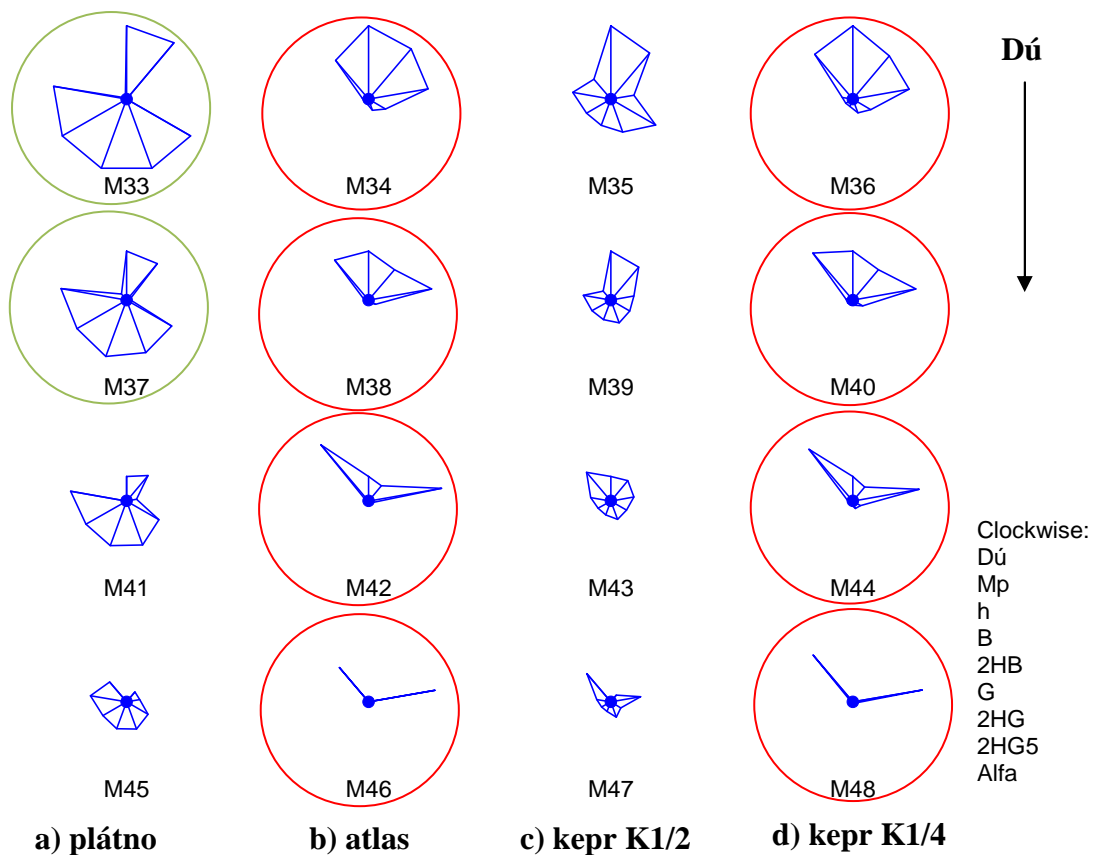 Dú
M33
M34
M35
M36
M37
M38
M39
M40
M41
M42
M43
M44
Clockwise:
Dú
Mp
h
B
2HB
G
2HG
2HG5
Alfa
M45
M46
M47
M48
a) plátno
b) atlas
c) kepr K1/2
d) kepr K1/4